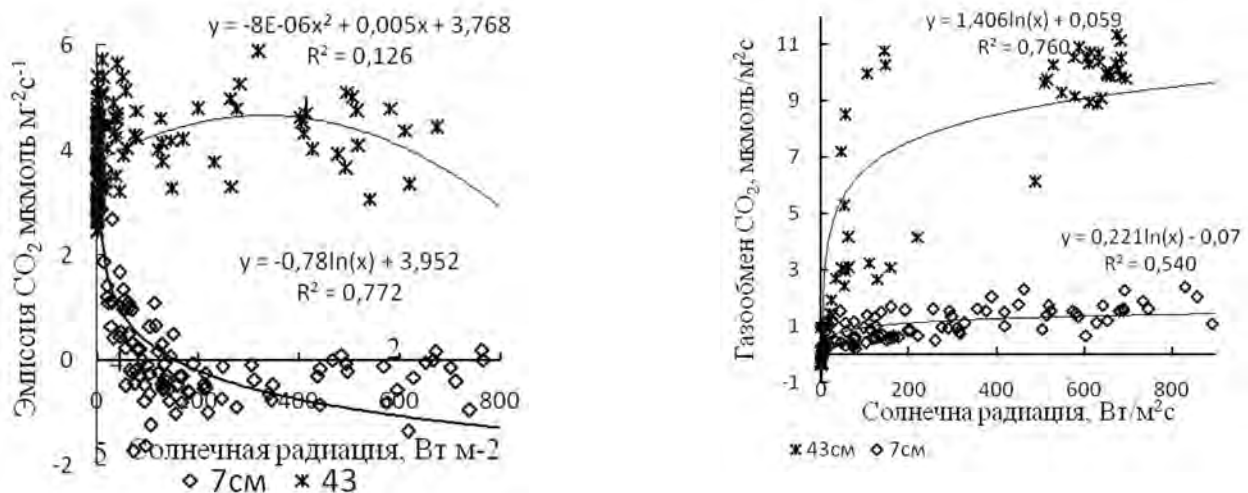 y = -8E-06x² + 0,005x + 3,768
R² = 0,126
Эмиссия CO₂ мкмоль м⁻²с⁻¹
6
4
2
0
-2
1
y = -0,78ln(x) + 3,952
R² = 0,772
2
0
200
400
600
800
Солнечная радиация, Вт м-2
◇ 7см ж 43
y = 1,406ln(x) + 0,059
R² = 0,760
Газообмен CO₂, мкмоль/м²с
11
9
7
5
3
1
-1
y = 0,221ln(x) - 0,07
R² = 0,540
0
200
400
600
800
Солнечна радиация, Вт/м²с
ж 43см ◇ 7см